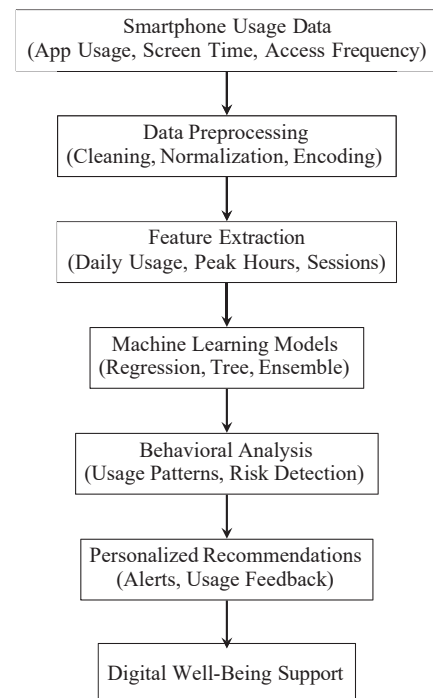 Smartphone Usage Data
(App Usage, Screen Time, Access Frequency)
Data Preprocessing
(Cleaning, Normalization, Encoding)
Feature Extraction
(Daily Usage, Peak Hours, Sessions)
Machine Learning Models
(Regression, Tree, Ensemble)
Behavioral Analysis
(Usage Patterns, Risk Detection)
Personalized Recommendations
(Alerts, Usage Feedback)
Digital Well-Being Support